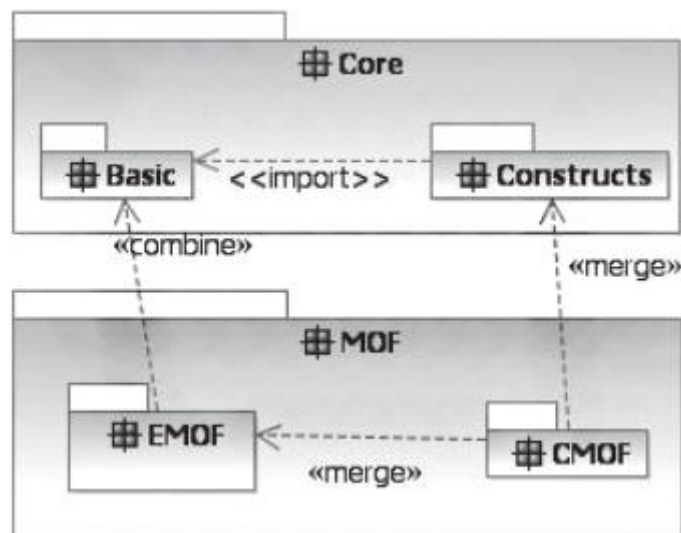 Core
Basic
<<import>>
Constructs
«combine»
«merge»
MOF
EMOF
«merge»
CMOF